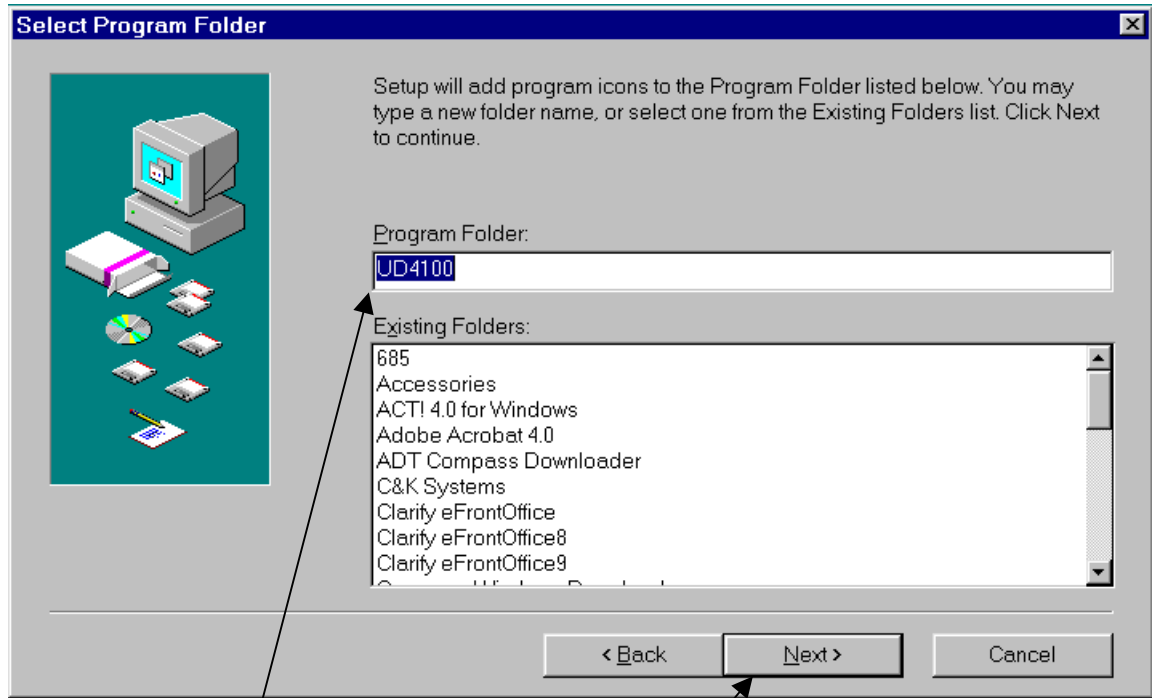 Select Program Folder
Setup will add program icons to the Program Folder listed below. You may
type a new folder name, or select one from the Existing Folders list. Click Next
to continue.
Program Folder:
UD4100
Existing Folders:
685
Accessories
ACT! 4.0 for Windows
Adobe Acrobat 4.0
ADT Compass Downloader
C&K Systems
Clarify eFrontOffice
Clarify eFrontOffice8
Clarify eFrontOffice9
< Back
Next >
Cancel